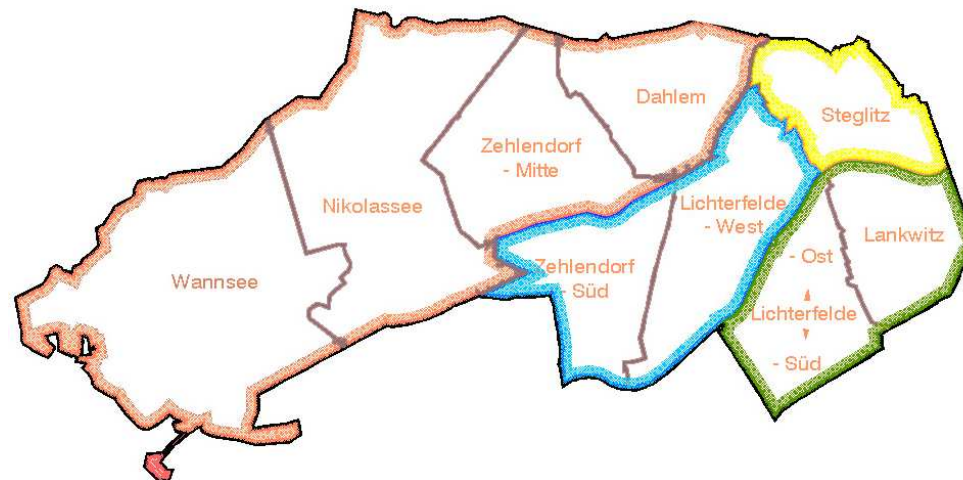 Dahlem
Steglitz
Zehlendorf
- Mitte
Nikolassee
Lichterfelde
- West
Lankwitz
Wannsee
Zehlendorf
- Süd
- Ost
Lichterfelde
- Süd